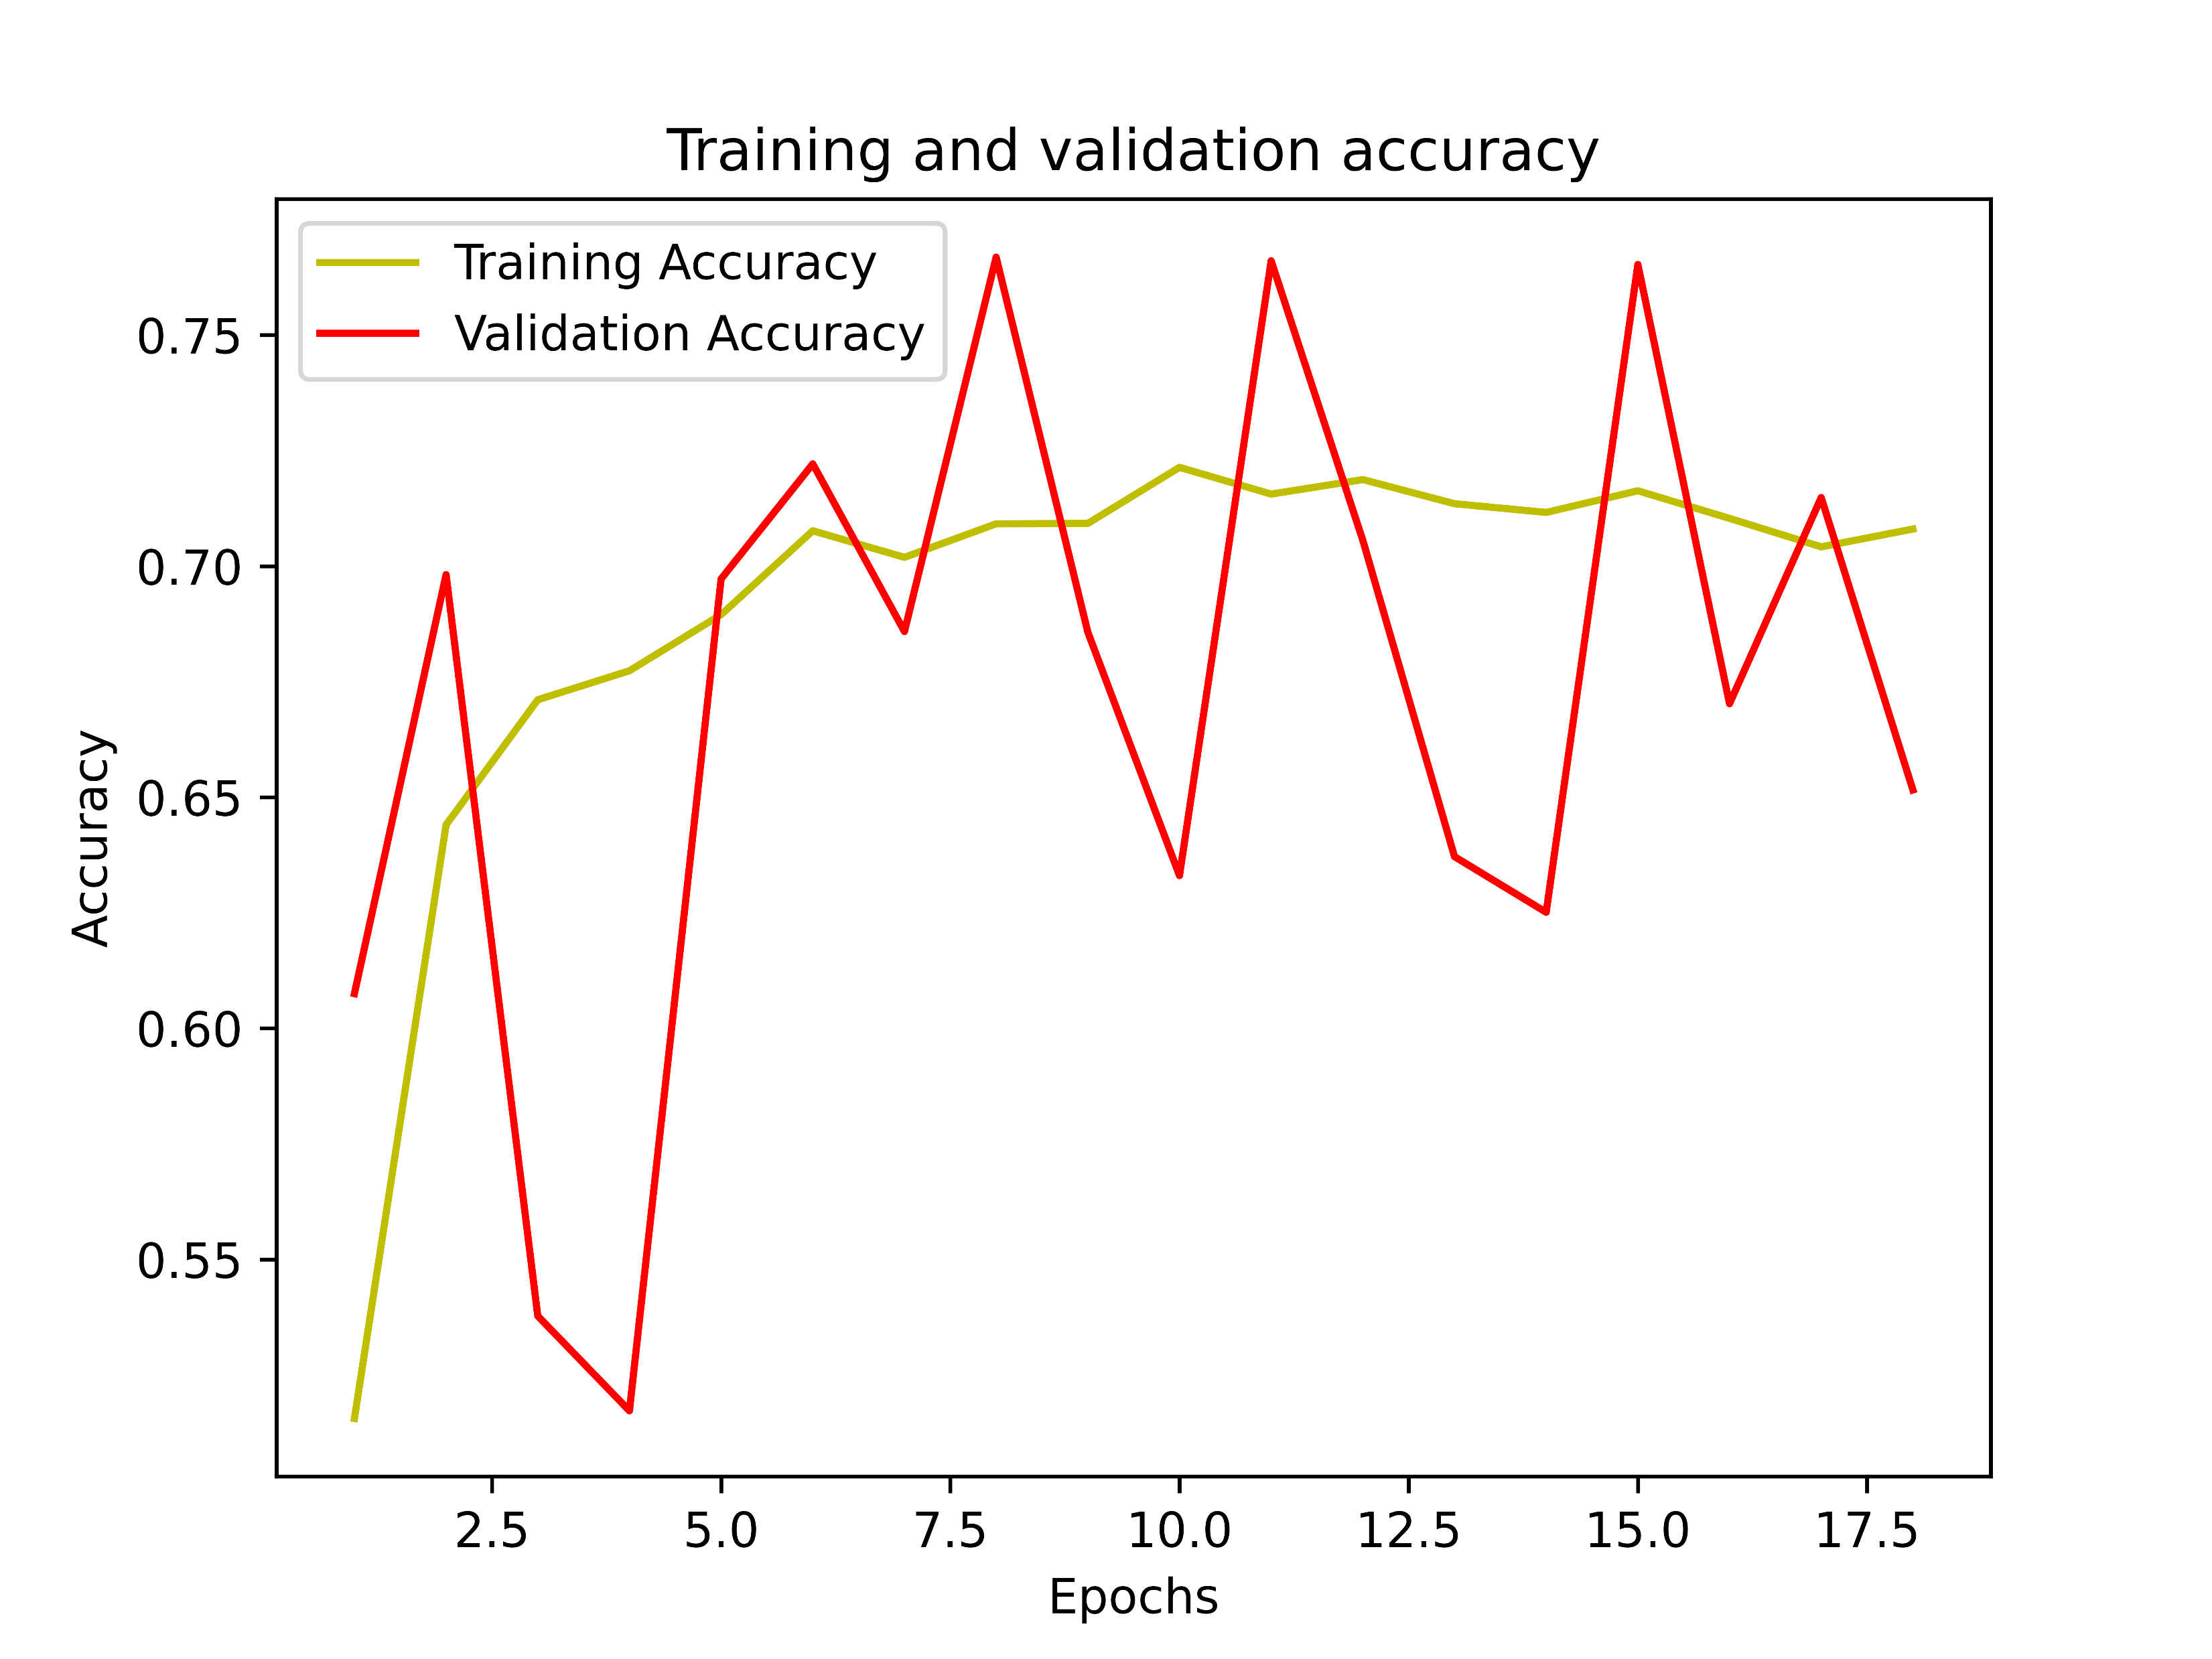 Training and validation accuracy
Training Accuracy
Validation Accuracy
0.75
0.70
0.65
0.60
0.55
Accuracy
2.5 5.0 7.5 10.0 12.5 15.0 17.5
Epochs